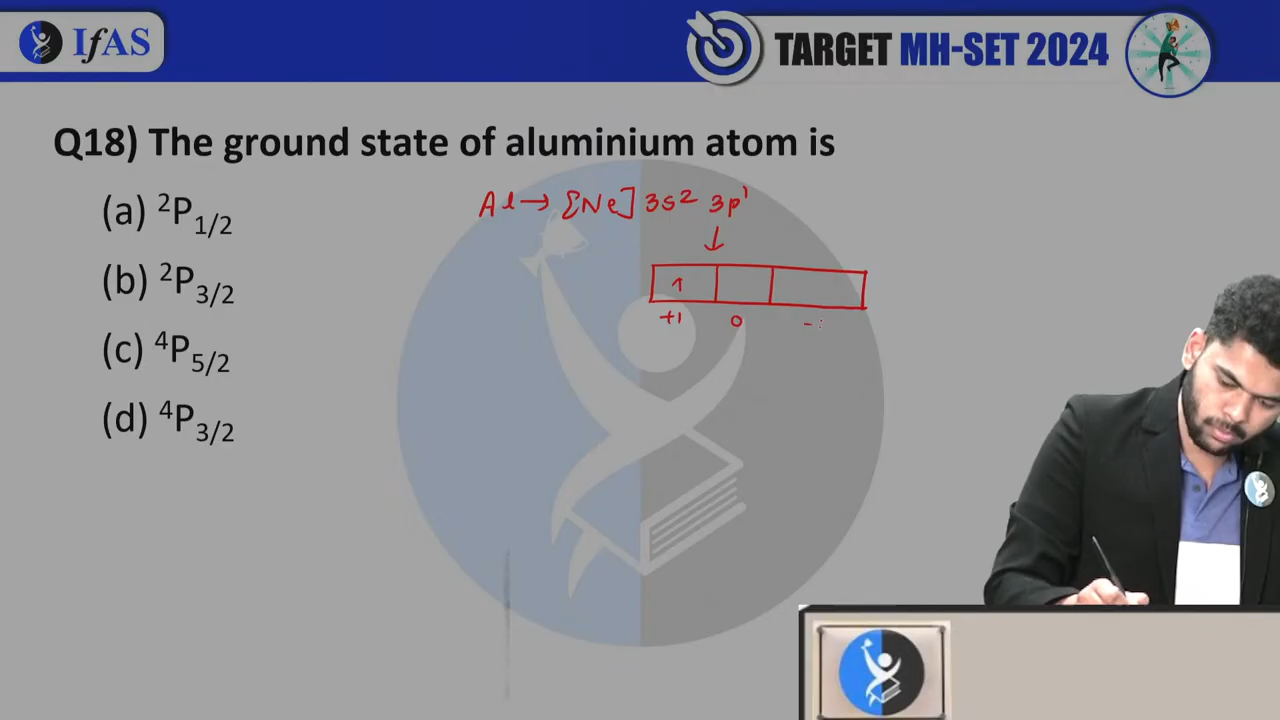 IfAS
TARGET MH-SET 2024
Q18) The ground state of aluminium atom is
(a) ²P₁/₂
(b) ²P₃/₂
(c) ⁴P₅/₂
(d) ⁴P₃/₂
Al → [Ne] 3s² 3p¹
↓
↑
+1 0 -